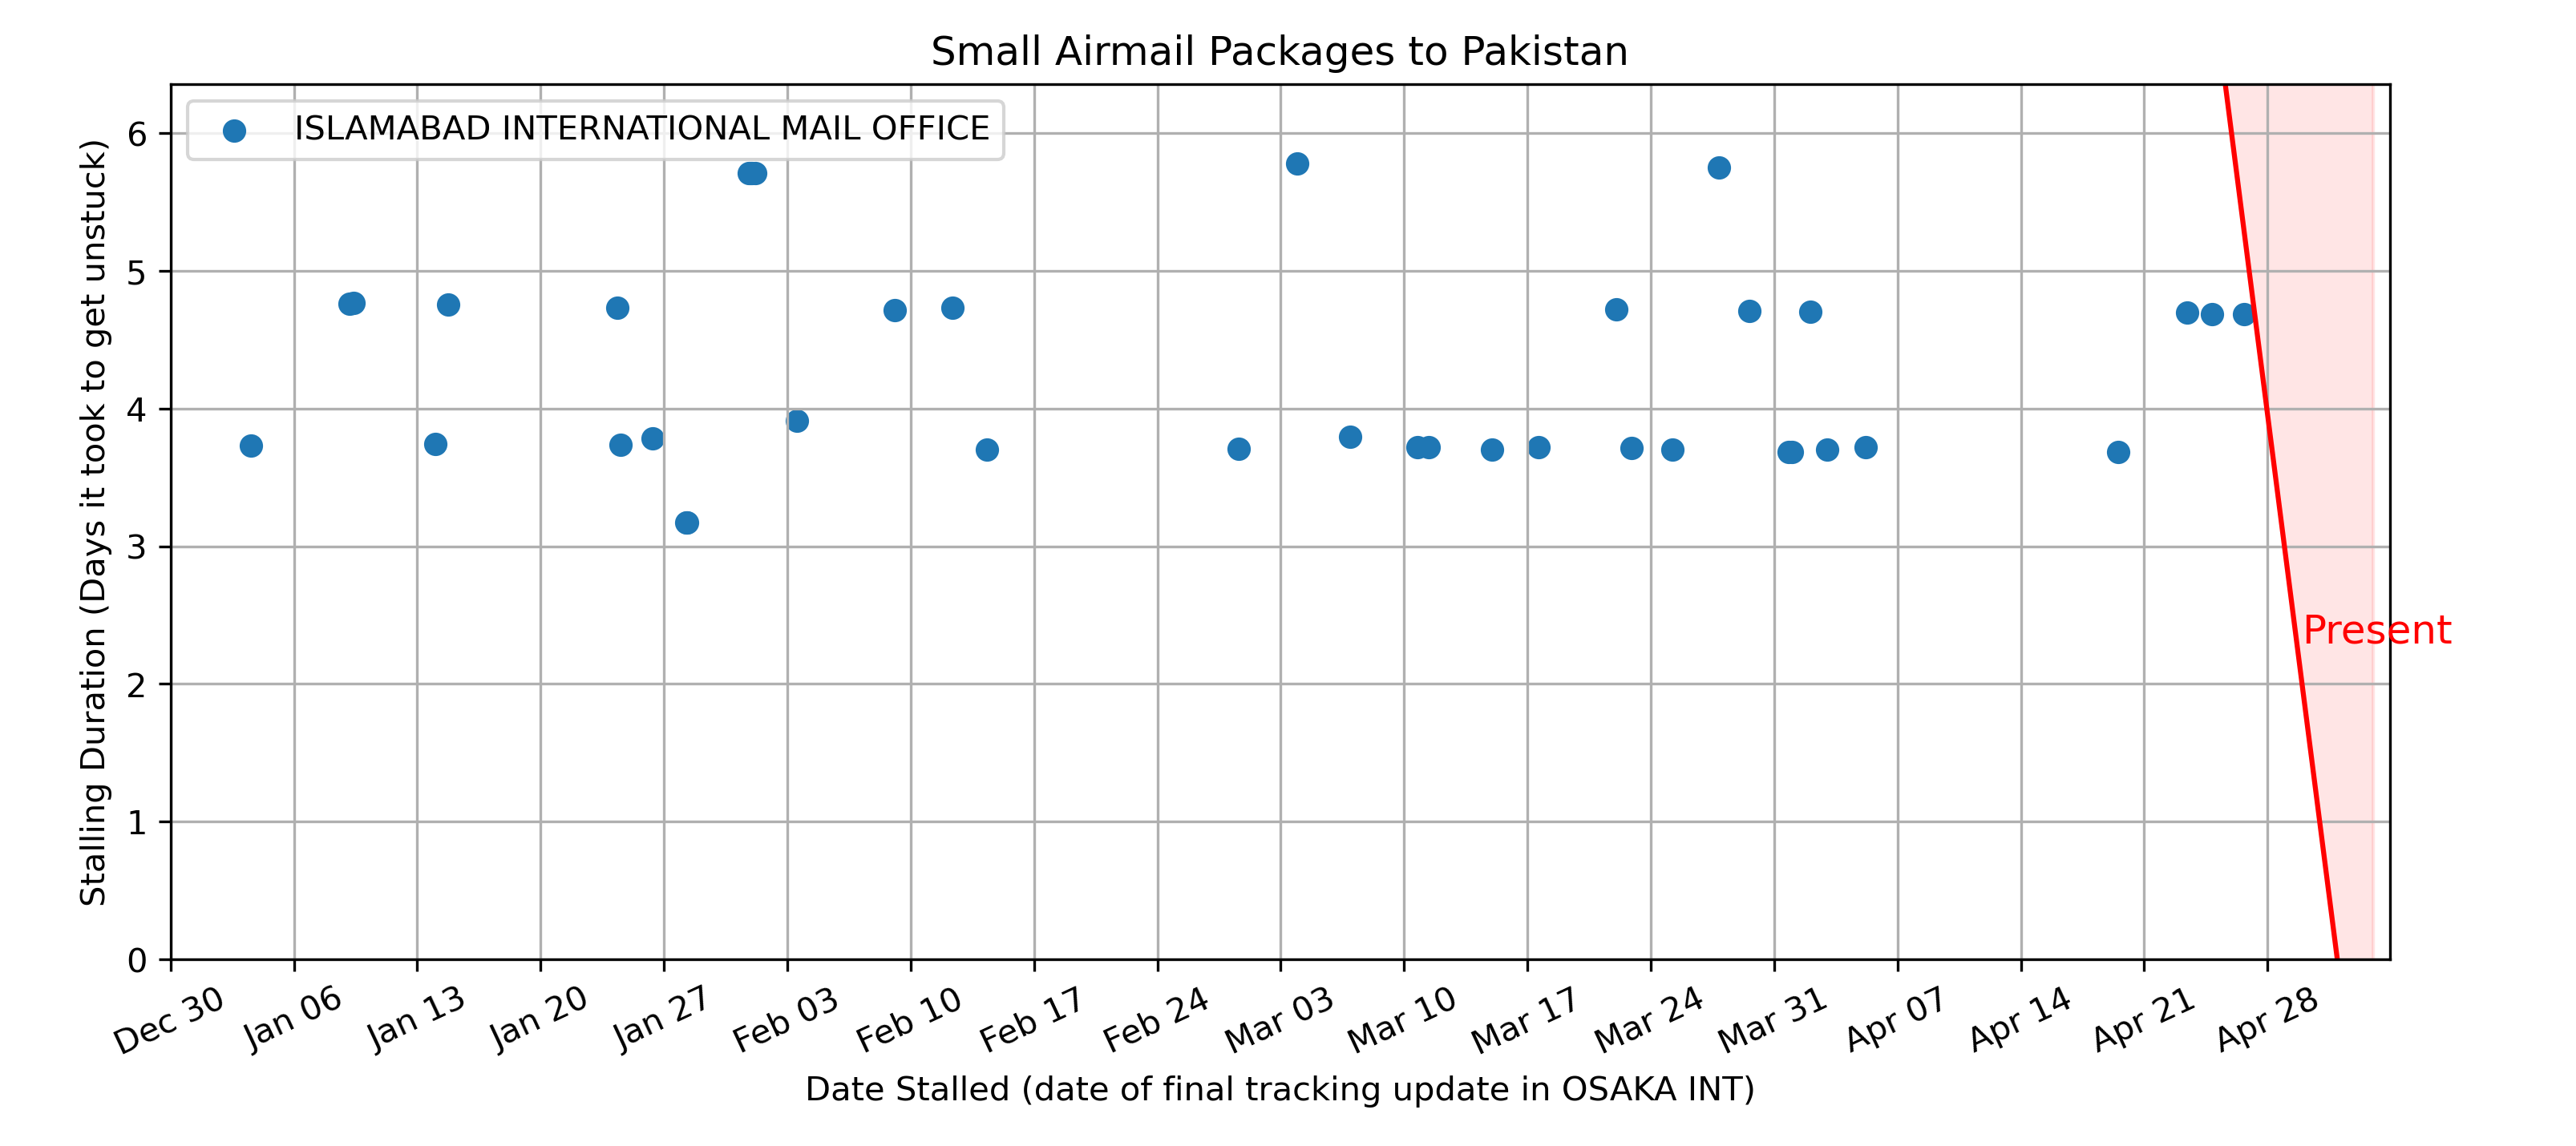 Small Airmail Packages to Pakistan
ISLAMABAD INTERNATIONAL MAIL OFFICE
Stalling Duration (Days it took to get unstuck)
6
5
4
3
2
1
0
Present
Dec 30 Jan 06 Jan 13 Jan 20 Jan 27 Feb 03 Feb 10 Feb 17 Feb 24 Mar 03 Mar 10 Mar 17 Mar 24 Mar 31 Apr 07 Apr 14 Apr 21 Apr 28
Date Stalled (date of final tracking update in OSAKA INT)